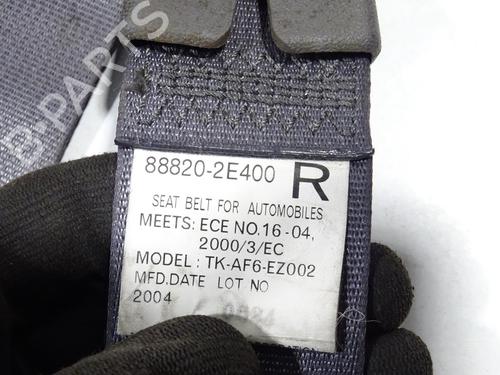 B-PARTS
88820-2E400 R
SEAT BELT FOR AUTOMOBILES
MEETS: ECE NO.16-04,
2000/3/EC
MODEL: TK-AF6-EZ002
MFD.DATE LOT NO
2004